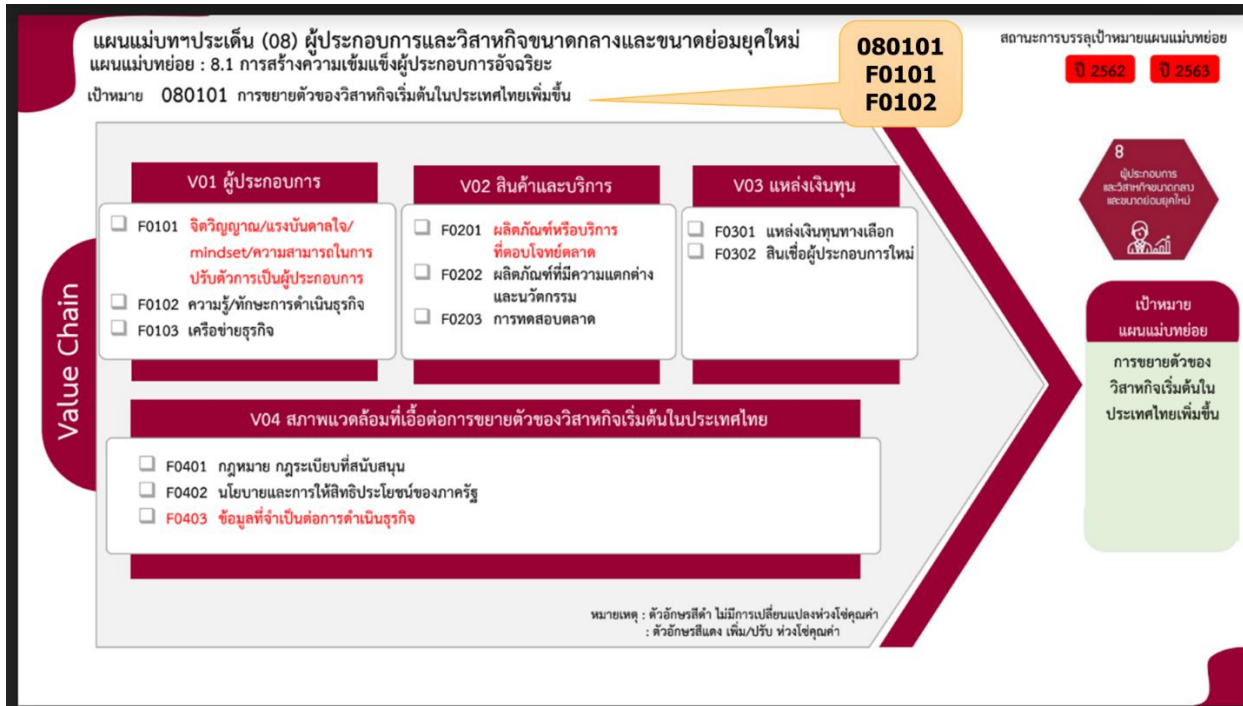 แผนแม่บทฯประเด็น (08) ผู้ประกอบการและวิสาหกิจขนาดกลางและขนาดย่อมยุคใหม่
แผนแม่บทย่อย : 8.1 การสร้างความเข้มแข็งผู้ประกอบการอัจฉริยะ
เป้าหมาย 080101 การขยายตัวของวิสาหกิจเริ่มต้นในประเทศไทยเพิ่มขึ้น
080101
F0101
F0102
สถานะการบรรลุเป้าหมายแผนแม่บทย่อย
ปี 2562 ปี 2563
Value Chain
V01 ผู้ประกอบการ
F0101 จิตวิญญาณ/แรงบันดาลใจ/
mindset/ความสามารถในการ
ปรับตัวการเป็นผู้ประกอบการ
F0102 ความรู้/ทักษะการดำเนินธุรกิจ
F0103 เครือข่ายธุรกิจ
V02 สินค้าและบริการ
F0201 ผลิตภัณฑ์หรือบริการ
ที่ตอบโจทย์ตลาด
F0202 ผลิตภัณฑ์ที่มีความแตกต่าง
และนวัตกรรม
F0203 การทดสอบตลาด
V03 แหล่งเงินทุน
F0301 แหล่งเงินทุนทางเลือก
F0302 สินเชื่อผู้ประกอบการใหม่
V04 สภาพแวดล้อมที่เอื้อต่อการขยายตัวของวิสาหกิจเริ่มต้นในประเทศไทย
F0401 กฎหมาย กฎระเบียบที่สนับสนุน
F0402 นโยบายและการให้สิทธิประโยชน์ของภาครัฐ
F0403 ข้อมูลที่จำเป็นต่อการดำเนินธุรกิจ
8
ผู้ประกอบการ
และวิสาหกิจขนาดกลาง
และขนาดย่อมยุคใหม่
เป้าหมาย
แผนแม่บทย่อย
การขยายตัวของ
วิสาหกิจเริ่มต้นใน
ประเทศไทยเพิ่มขึ้น
หมายเหตุ : ตัวอักษรสีดำ ไม่มีการเปลี่ยนแปลงห่วงโซ่คุณค่า
: ตัวอักษรสีแดง เพิ่ม/ปรับ ห่วงโซ่คุณค่า